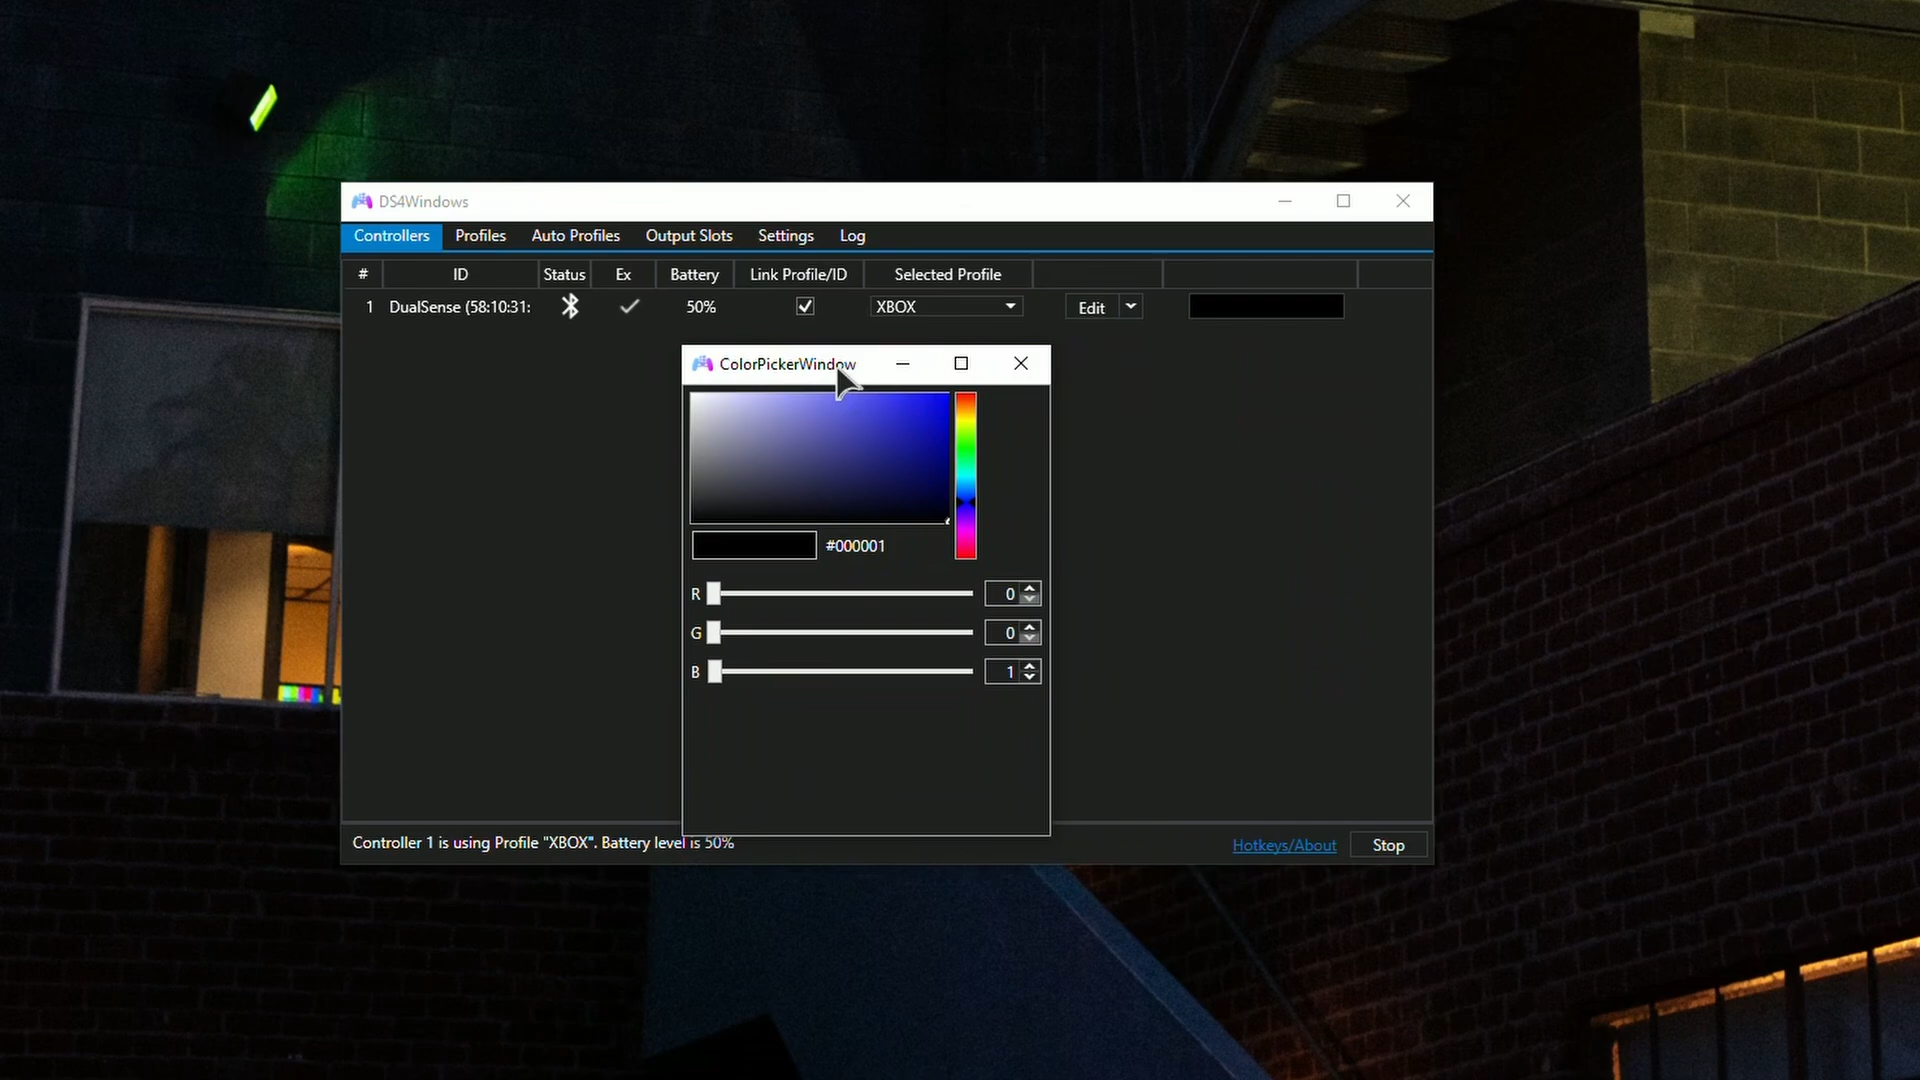 DS4Windows
Controllers Profiles Auto Profiles Output Slots Settings Log
# ID Status Ex Battery Link Profile/ID Selected Profile
1 DualSense (58:10:31: 50% XBOX Edit
ColorPickerWindow
#000001
R 0
G 0
B 1
Controller 1 is using Profile "XBOX". Battery level is 50%
Hotkeys/About Stop